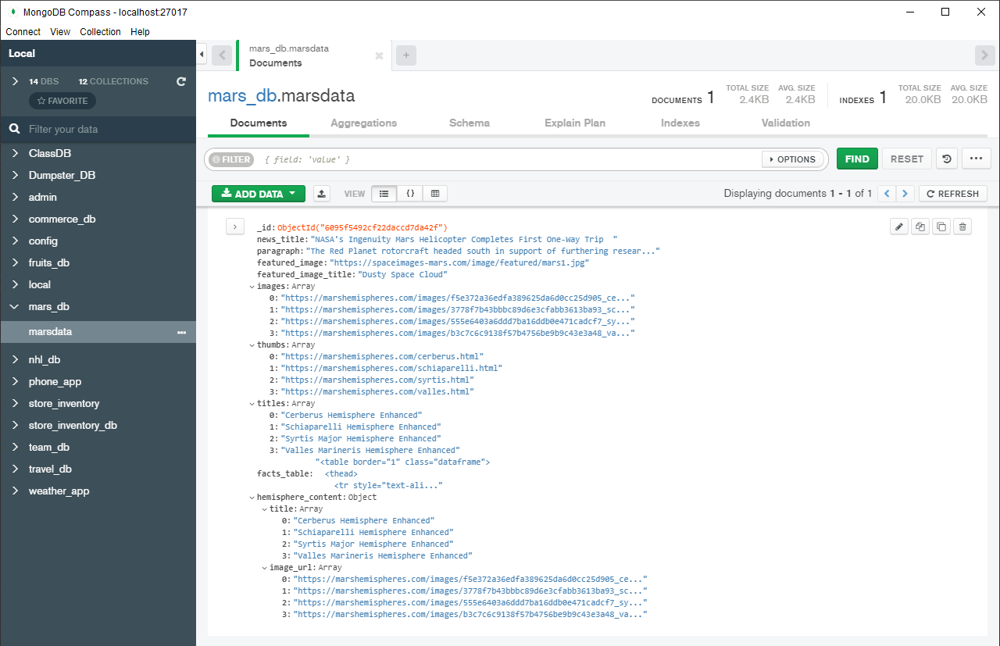 MongoDB Compass - localhost:27017
Connect View Collection Help
Local
14 DBS 12 COLLECTIONS
FAVORITE
Filter your data
ClassDB
Dumpster_DB
admin
commerce_db
config
fruits_db
local
mars_db
marsdata
nhl_db
phone_app
store_inventory
store_inventory_db
team_db
travel_db
weather_app
mars_db.marsdata
Documents
mars_db.marsdata
DOCUMENTS 1 TOTAL SIZE 2.4KB AVG. SIZE 2.4KB INDEXES 1 TOTAL SIZE 20.0KB AVG. SIZE 20.0KB
Documents Aggregations Schema Explain Plan Indexes Validation
FILTER { field: 'value' } OPTIONS FIND RESET
ADD DATA VIEW {} Displaying documents 1 - 1 of 1 REFRESH
_id: ObjectId("6095f5492cf22daccd7da42f")
news_title: "NASA's Ingenuity Mars Helicopter Completes First One-Way Trip  "
paragraph: "The Red Planet rotorcraft headed south in support of furthering resear..."
featured_image: "https://spaceimages-mars.com/image/featured/mars1.jpg"
featured_image_title: "Dusty Space Cloud"
images: Array
0: "https://marshemispheres.com/images/f5e372a36edfa389625da6d0cc25d905_ce..."
1: "https://marshemispheres.com/images/3778f7b43bbbc89d6e3cfabb3613ba93_sc..."
2: "https://marshemispheres.com/images/555e6403a6ddd7ba16ddb0e471cadcf7_sy..."
3: "https://marshemispheres.com/images/b3c7c6c9138f57b4756be9b9c43e3a48_va..."
thumbs: Array
0: "https://marshemispheres.com/cerberus.html"
1: "https://marshemispheres.com/schiaparelli.html"
2: "https://marshemispheres.com/syrtis.html"
3: "https://marshemispheres.com/valles.html"
titles: Array
0: "Cerberus Hemisphere Enhanced"
1: "Schiaparelli Hemisphere Enhanced"
2: "Syrtis Major Hemisphere Enhanced"
3: "Valles Marineris Hemisphere Enhanced"
"<table border="1" class="dataframe">
facts_table: <thead>
<tr style="text-ali..."
hemisphere_content: Object
title: Array
0: "Cerberus Hemisphere Enhanced"
1: "Schiaparelli Hemisphere Enhanced"
2: "Syrtis Major Hemisphere Enhanced"
3: "Valles Marineris Hemisphere Enhanced"
image_url: Array
0: "https://marshemispheres.com/images/f5e372a36edfa389625da6d0cc25d905_ce..."
1: "https://marshemispheres.com/images/3778f7b43bbbc89d6e3cfabb3613ba93_sc..."
2: "https://marshemispheres.com/images/555e6403a6ddd7ba16ddb0e471cadcf7_sy..."
3: "https://marshemispheres.com/images/b3c7c6c9138f57b4756be9b9c43e3a48_va..."